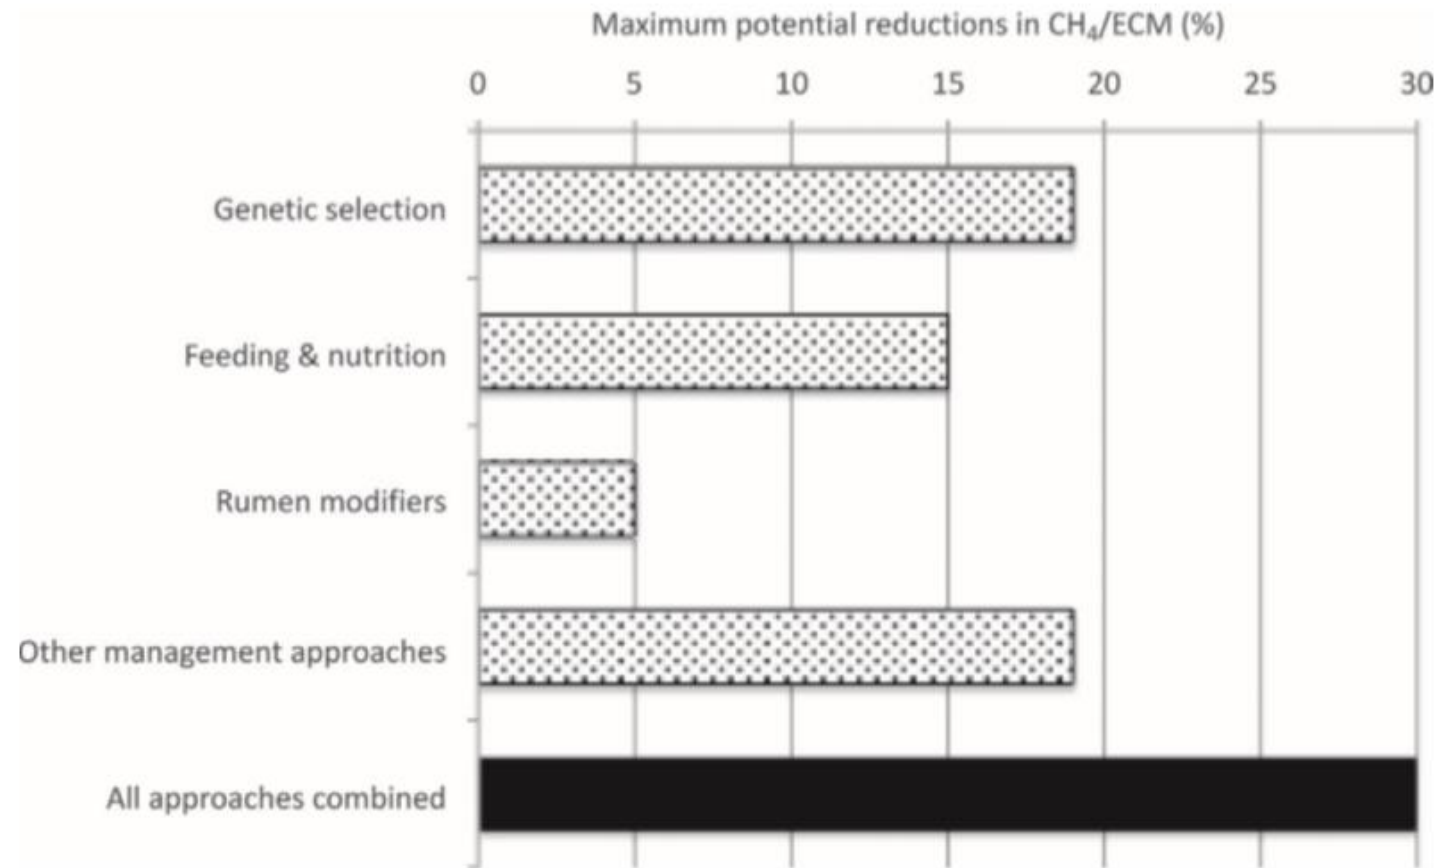 Maximum potential reductions in CH₄/ECM (%)
0 5 10 15 20 25 30
Genetic selection
Feeding & nutrition
Rumen modifiers
Other management approaches
All approaches combined